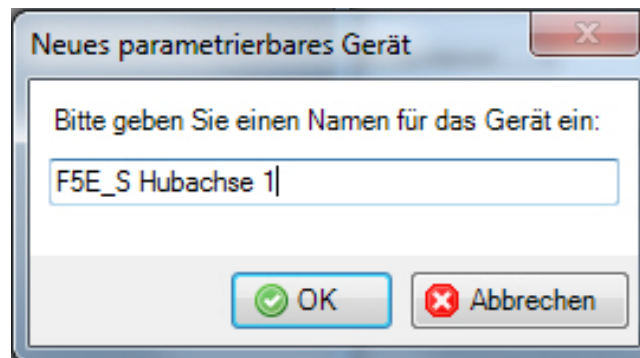 Neues parametrierbares Gerät
Bitte geben Sie einen Namen für das Gerät ein:
F5E_S Hubachse 1
OK
Abbrechen